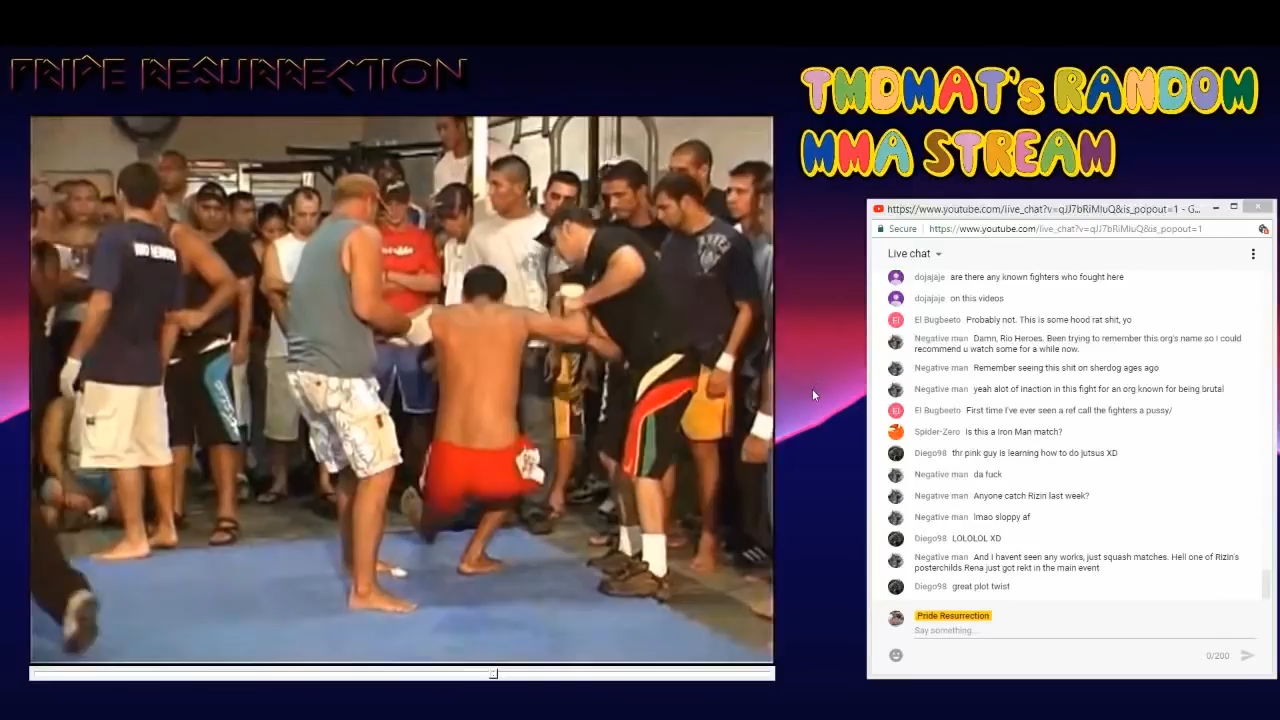 PRIDE RESURRECTION
TMDMAT's RANDOM
MMA STREAM
https://www.youtube.com/live_chat?v=qJJ7bRiMluQ&is_popout=1 - G...
Secure https://www.youtube.com/live_chat?v=qJJ7bRiMluQ&is_popout=1
Live chat
dojajaje are there any known fighters who fought here
dojajaje on this videos
El Bugbeeto Probably not. This is some hood rat shit, yo
Negative man Damn, Rio Heroes. Been trying to remember this org's name so I could
recommend u watch some for a while now.
Negative man Remember seeing this shit on sherdog ages ago
Negative man yeah alot of inaction in this fight for an org known for being brutal
El Bugbeeto First time I've ever seen a ref call the fighters a pussy/
Spider-Zero Is this a Iron Man match?
Diego98 thr pink guy is learning how to do jutsus XD
Negative man da fuck
Negative man Anyone catch Rizin last week?
Negative man lmao sloppy af
Diego98 LOLOLOL XD
Negative man And I havent seen any works, just squash matches. Hell one of Rizin's
posterchilds Rena just got rekt in the main event
Diego98 great plot twist
Pride Resurrection
Say something...
0/200